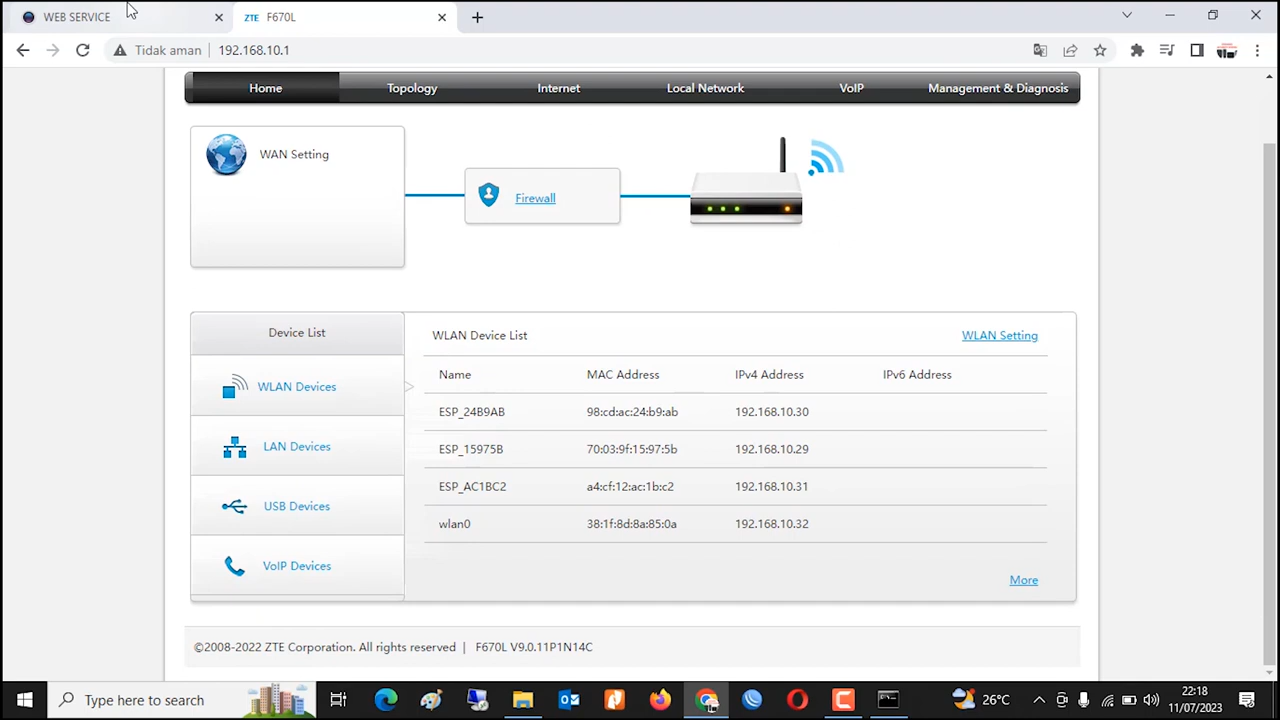 WEB SERVICE
ZTE F670L
Tidak aman 192.168.10.1
Home Topology Internet Local Network VoIP Management & Diagnosis
WAN Setting
Firewall
Device List
WLAN Devices
LAN Devices
USB Devices
VoIP Devices
WLAN Device List WLAN Setting
Name MAC Address IPv4 Address IPv6 Address
ESP_24B9AB 98:cd:ac:24:b9:ab 192.168.10.30
ESP_15975B 70:03:9f:15:97:5b 192.168.10.29
ESP_AC1BC2 a4:cf:12:ac:1b:c2 192.168.10.31
wlan0 38:1f:8d:8a:85:0a 192.168.10.32
More
©2008-2022 ZTE Corporation. All rights reserved | F670L V9.0.11P1N14C
Type here to search
26°C
22:18
11/07/2023